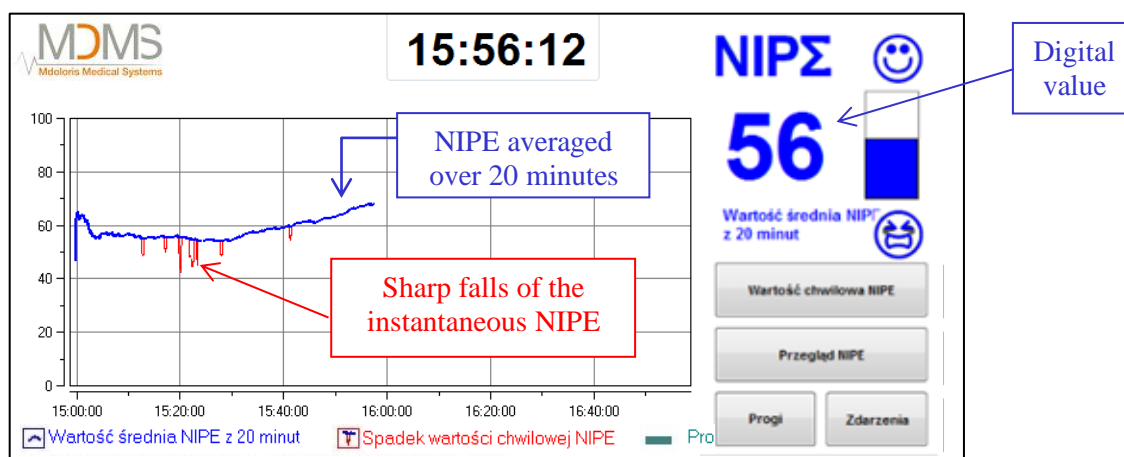 MDMS
Mdoloris Medical Systems
15:56:12
NIPΣ
Digital
value
56
NIPE averaged
over 20 minutes
Wartość średnia NIPE
z 20 minut
Sharp falls of the
instantaneous NIPE
Wartość chwilowa NIPE
Przegląd NIPE
Progi
Zdarzenia
100
80
60
40
20
0
15:00:00 15:20:00 15:40:00 16:00:00 16:20:00 16:40:00
Wartość średnia NIPE z 20 minut
Spadek wartości chwilowej NIPE